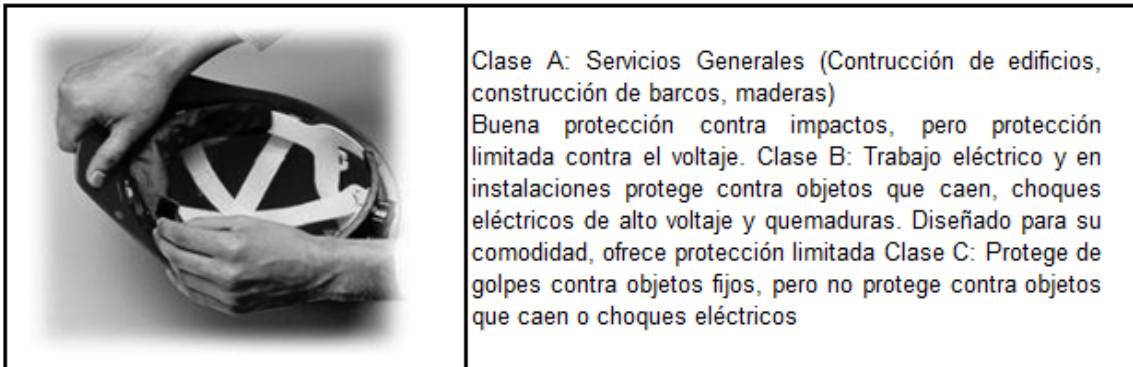 Clase A: Servicios Generales (Contrucción de edificios,
construcción de barcos, maderas)
Buena protección contra impactos, pero protección
limitada contra el voltaje. Clase B: Trabajo eléctrico y en
instalaciones protege contra objetos que caen, choques
eléctricos de alto voltaje y quemaduras. Diseñado para su
comodidad, ofrece protección limitada Clase C: Protege de
golpes contra objetos fijos, pero no protege contra objetos
que caen o choques eléctricos